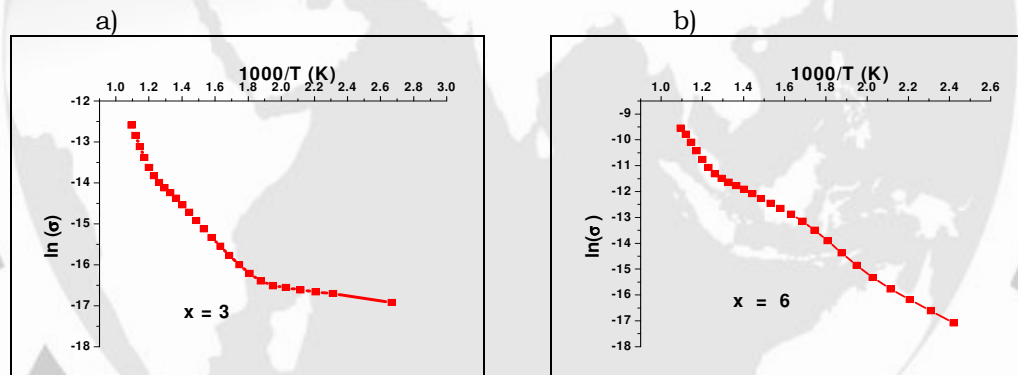 a)
b)
1000/T (K)
1.0 1.2 1.4 1.6 1.8 2.0 2.2 2.4 2.6 2.8 3.0
-12
-13
-14
-15
-16
-17
-18
ln (σ)
x = 3
1000/T (K)
1.0 1.2 1.4 1.6 1.8 2.0 2.2 2.4 2.6
-9
-10
-11
-12
-13
-14
-15
-16
-17
-18
ln(σ )
x = 6